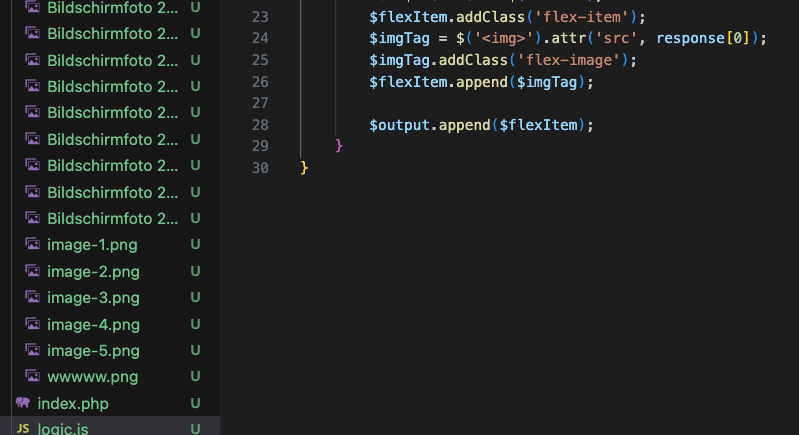 Bildschirmfoto 2... U
Bildschirmfoto 2... U
Bildschirmfoto 2... U
Bildschirmfoto 2... U
Bildschirmfoto 2... U
Bildschirmfoto 2... U
Bildschirmfoto 2... U
Bildschirmfoto 2... U
Bildschirmfoto 2... U
image-1.png U
image-2.png U
image-3.png U
image-4.png U
image-5.png U
wwwww.png U
index.php U
JS logic.js U
23 $flexItem.addClass('flex-item');
24 $imgTag = $('<img>').attr('src', response[0]);
25 $imgTag.addClass('flex-image');
26 $flexItem.append($imgTag);
27
28 $output.append($flexItem);
29 }
30 }